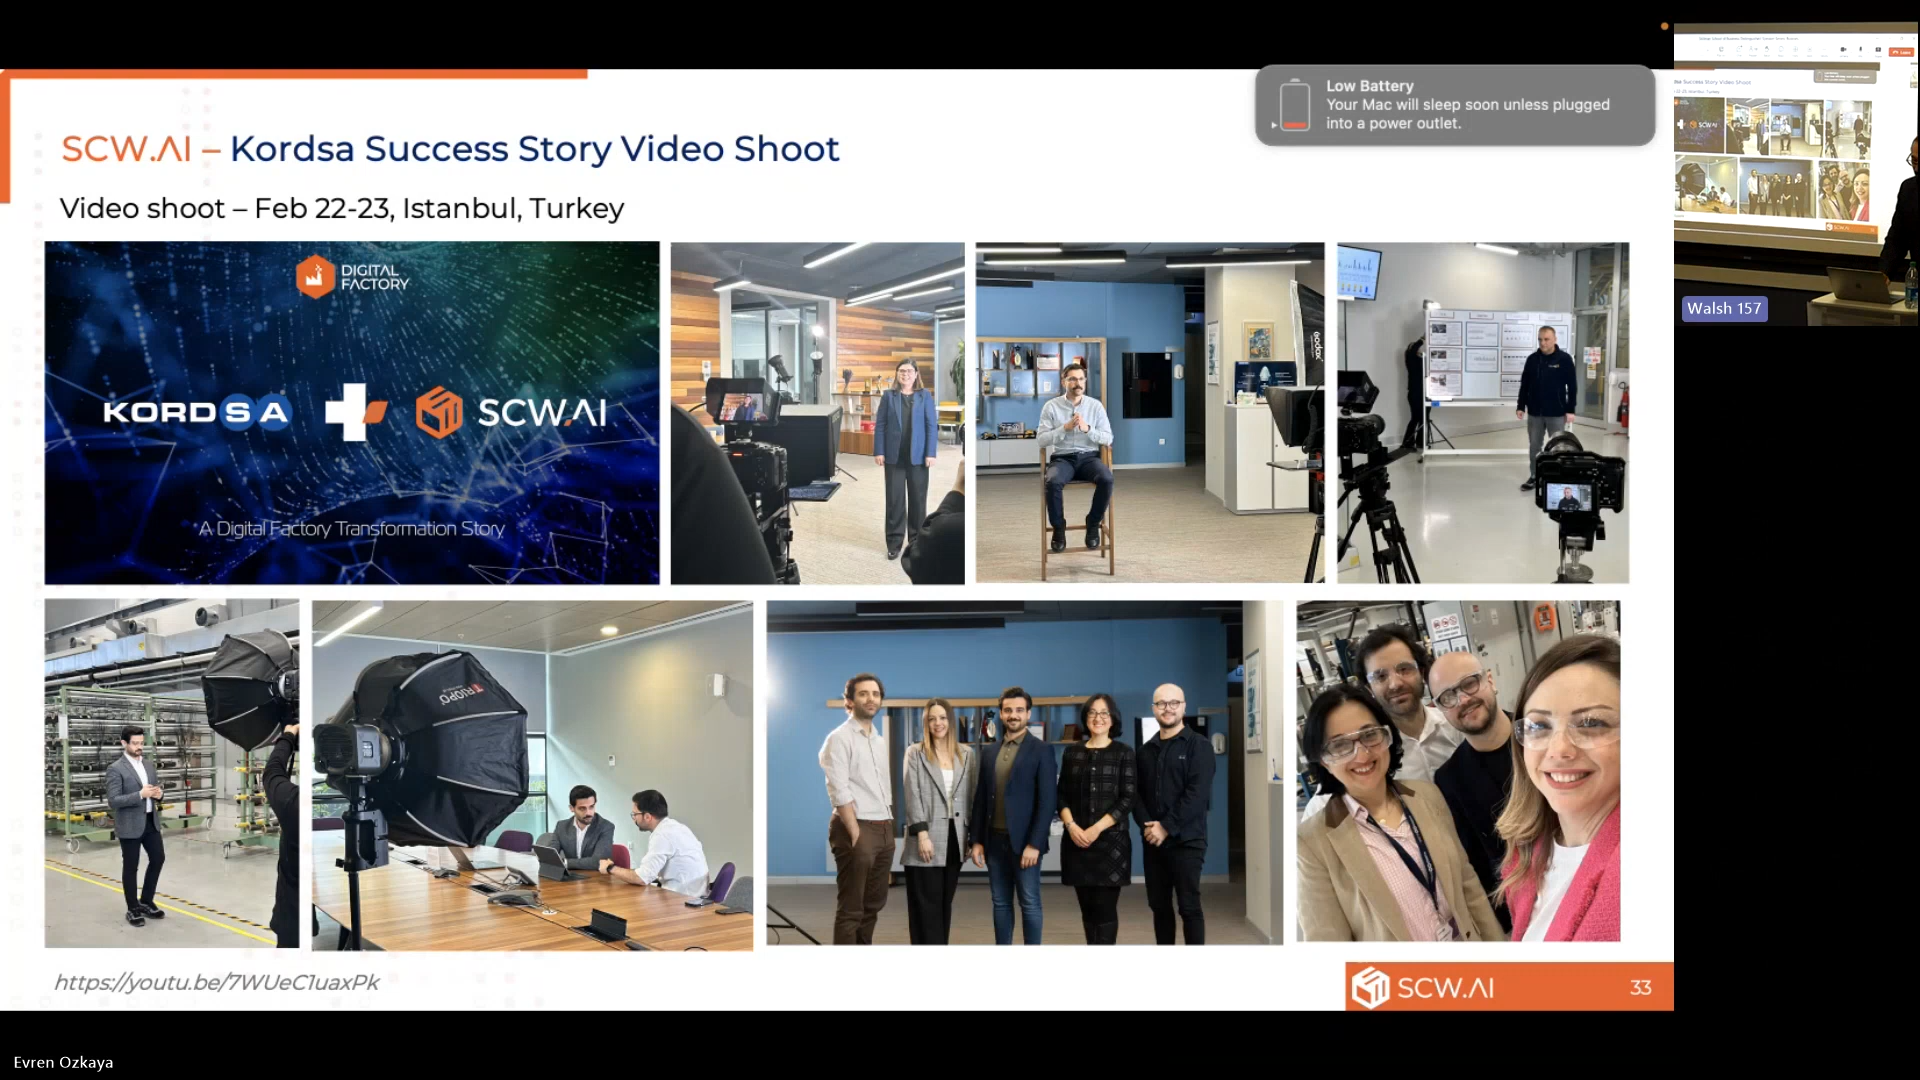 SCW.AI – Kordsa Success Story Video Shoot
Video shoot – Feb 22-23, Istanbul, Turkey
Low Battery
Your Mac will sleep soon unless plugged
into a power outlet.
DIGITAL
FACTORY
KORDSA
SCW.AI
A Digital Factory Transformation Story
Godox
TRIOPO
https://youtu.be/7WUeC1uaxPk
SCW.AI
33
Walsh 157
Evren Ozkaya